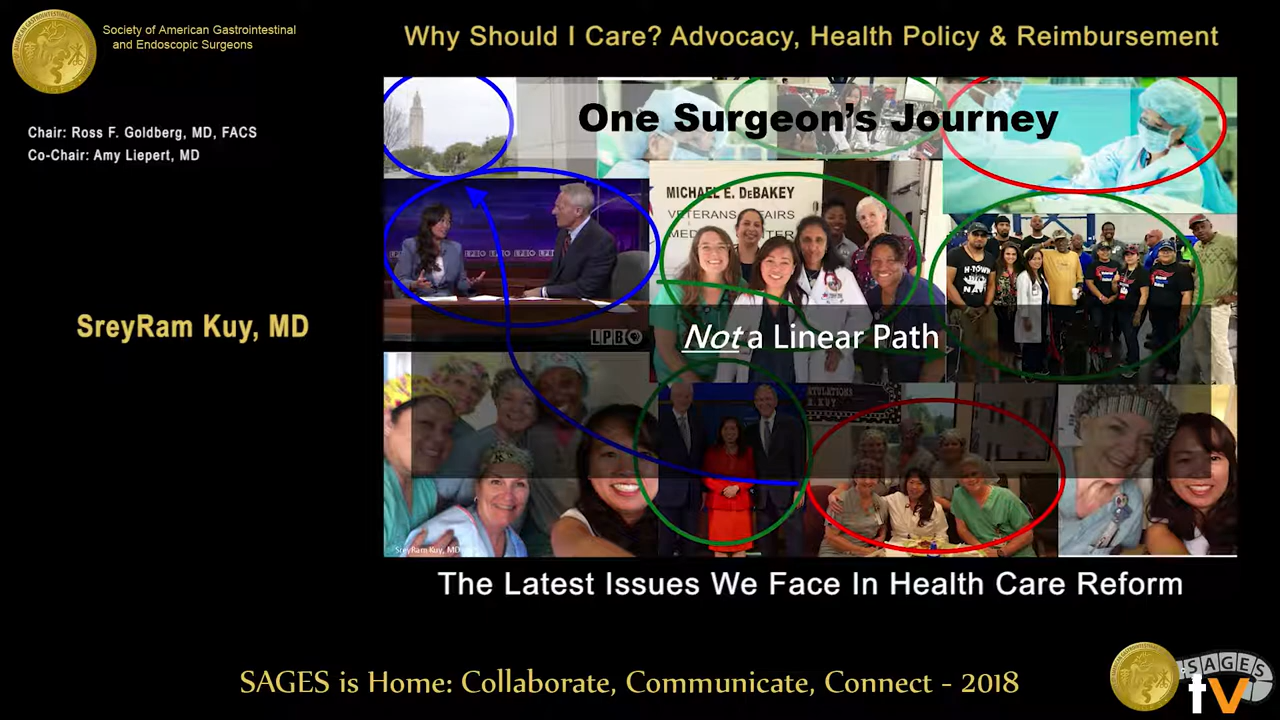 Society of American Gastrointestinal
and Endoscopic Surgeons
Why Should I Care? Advocacy, Health Policy & Reimbursement
Chair: Ross F. Goldberg, MD, FACS
Co-Chair: Amy Liepert, MD
SreyRam Kuy, MD
One Surgeon's Journey
MICHAEL E. DEBAKEY
VETERANS AFFAIRS
LPB
H-TOWN
Not a Linear Path
SreyRam Kuy, MD
The Latest Issues We Face In Health Care Reform
SAGES is Home: Collaborate, Communicate, Connect - 2018
SAGES
tv